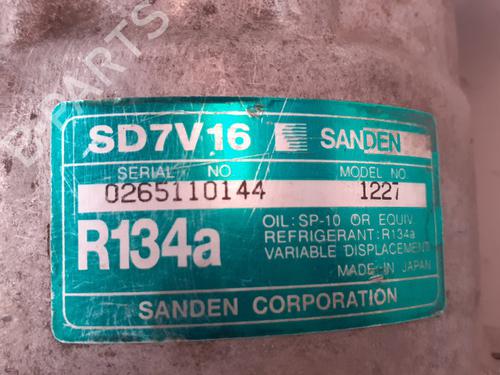 B-PARTS
SD7V16 SANDEN
SERIAL NO MODEL NO.
0265110144 1227
R134a
OIL:SP-10 OR EQUIV.
REFRIGERANT:R134a
VARIABLE DISPLACEMENT
MADE IN JAPAN
SANDEN CORPORATION